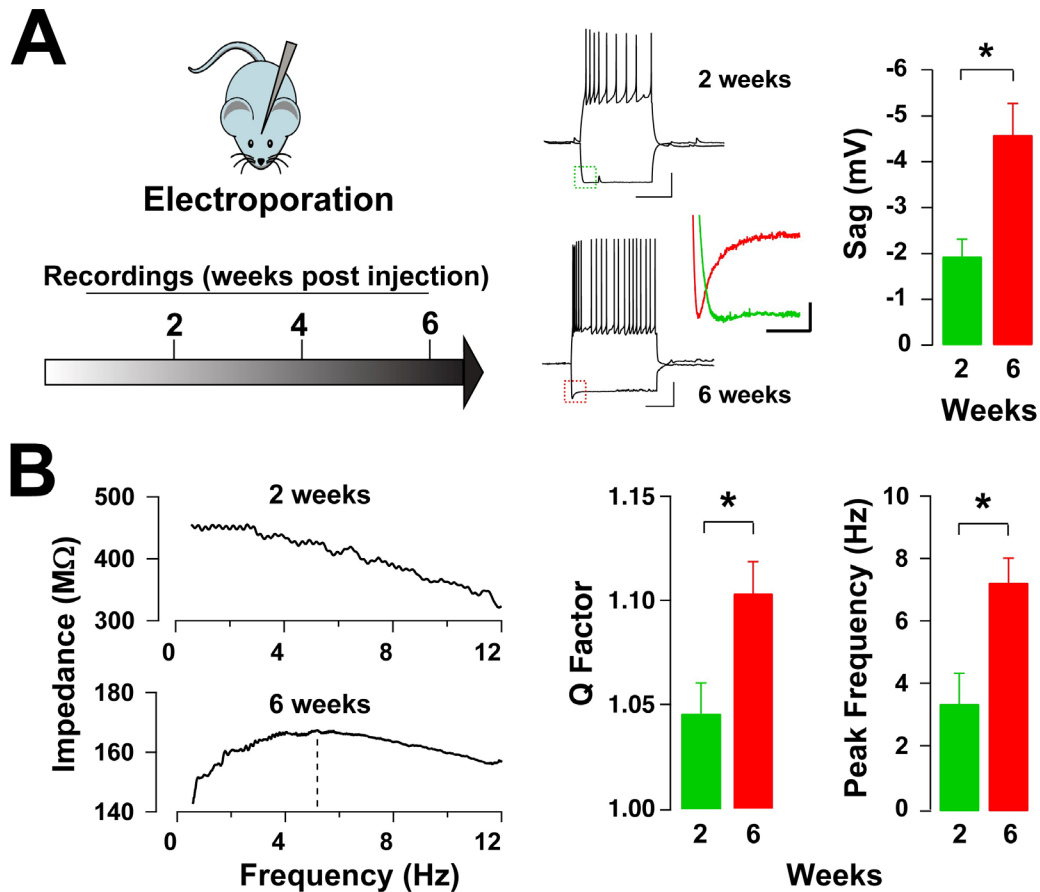 A
Electroporation
Recordings (weeks post injection)
2
4
6
2 weeks
6 weeks
Sag (mV)
-6
-5
-4
-3
-2
-1
0
*
2
6
Weeks
B
Impedance (MΩ)
500
400
300
2 weeks
0
4
8
12
180
160
140
6 weeks
0
4
8
12
Frequency (Hz)
Q Factor
1.15
1.10
1.05
1.00
*
2
6
Peak Frequency (Hz)
10
8
6
4
2
0
*
2
6
Weeks